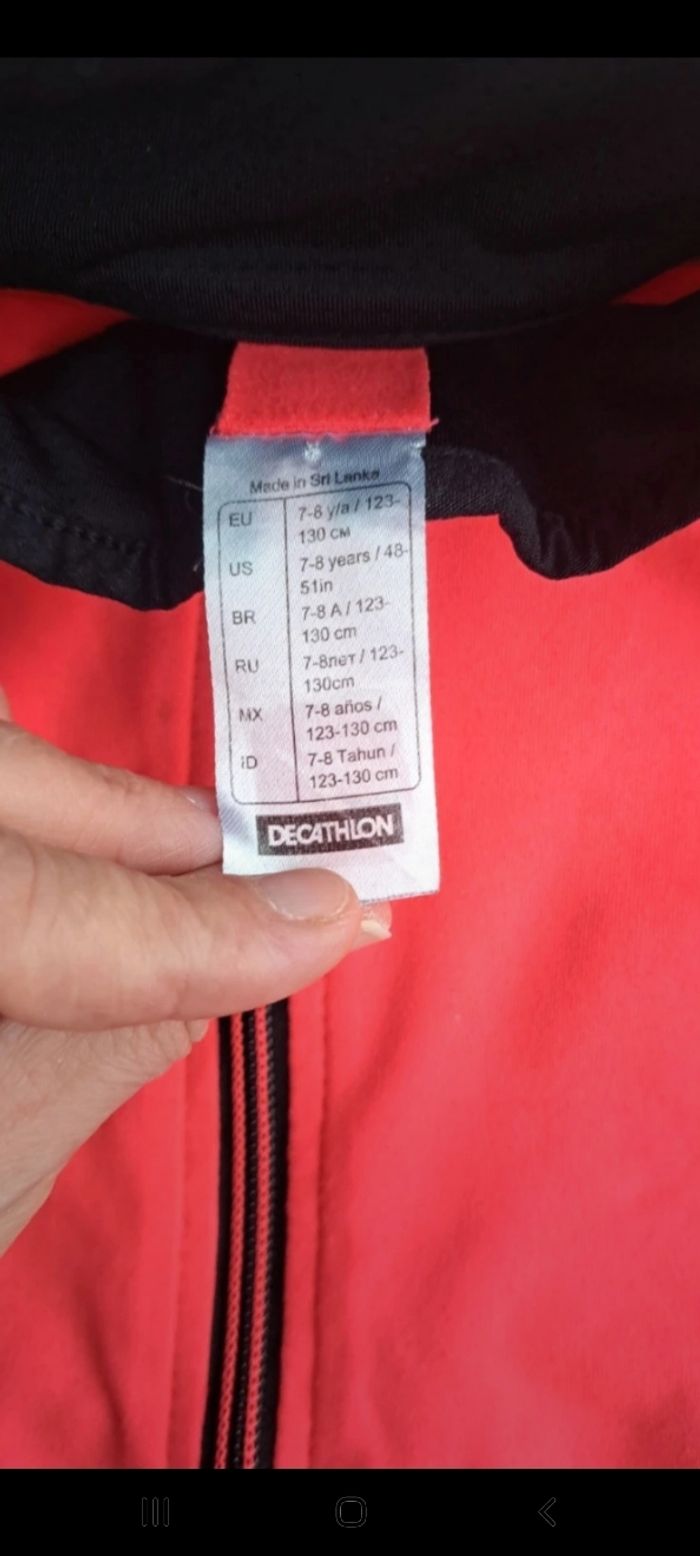 Made in Sri Lanka
EU 7-8 y/a / 123-
130 см
US 7-8 years / 48-
51in
BR 7-8 A / 123-
130 cm
RU 7-8лет / 123-
130cm
MX 7-8 años /
123-130 cm
ID 7-8 Tahun /
123-130 cm
DECATHLON